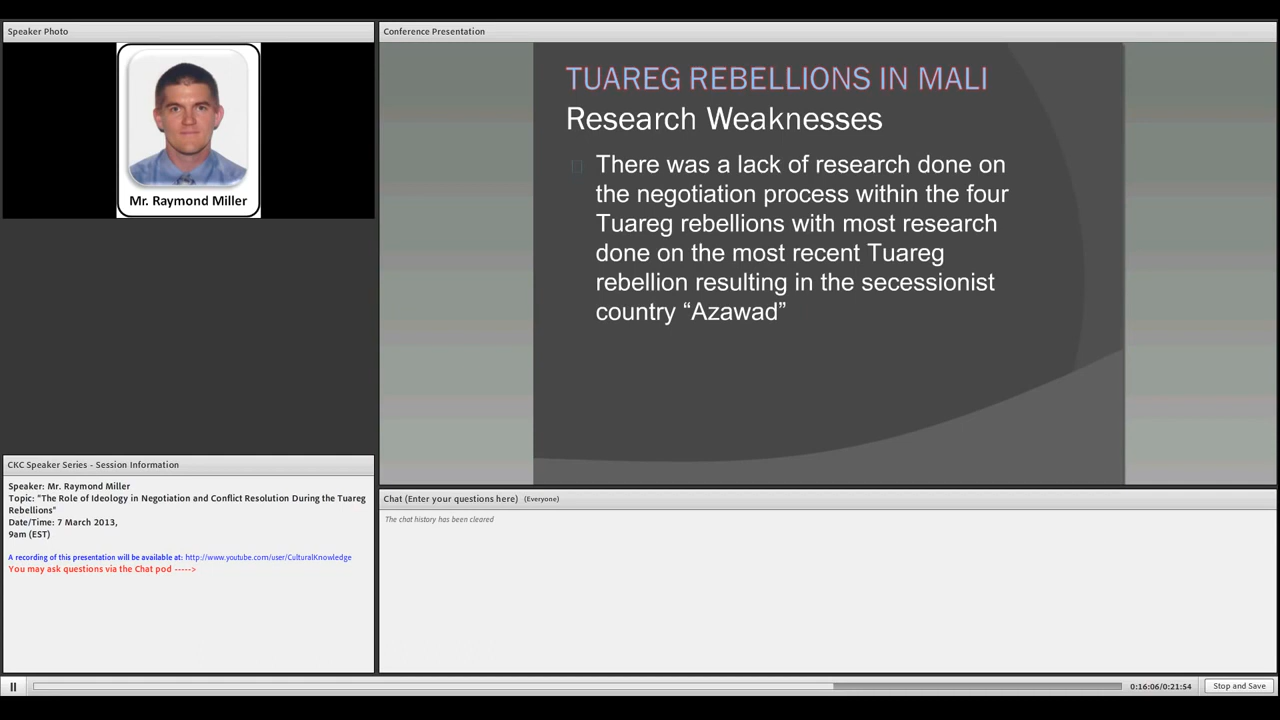 Speaker Photo
Mr. Raymond Miller
Conference Presentation
TUAREG REBELLIONS IN MALI
Research Weaknesses
There was a lack of research done on
the negotiation process within the four
Tuareg rebellions with most research
done on the most recent Tuareg
rebellion resulting in the secessionist
country “Azawad”
CKC Speaker Series - Session Information
Speaker: Mr. Raymond Miller
Topic: "The Role of Ideology in Negotiation and Conflict Resolution During the Tuareg
Rebellions"
Date/Time: 7 March 2013,
9am (EST)
A recording of this presentation will be available at: http://www.youtube.com/user/CulturalKnowledge
You may ask questions via the Chat pod ----->
Chat (Enter your questions here) (Everyone)
The chat history has been cleared
0:16:06/0:21:54
Stop and Save